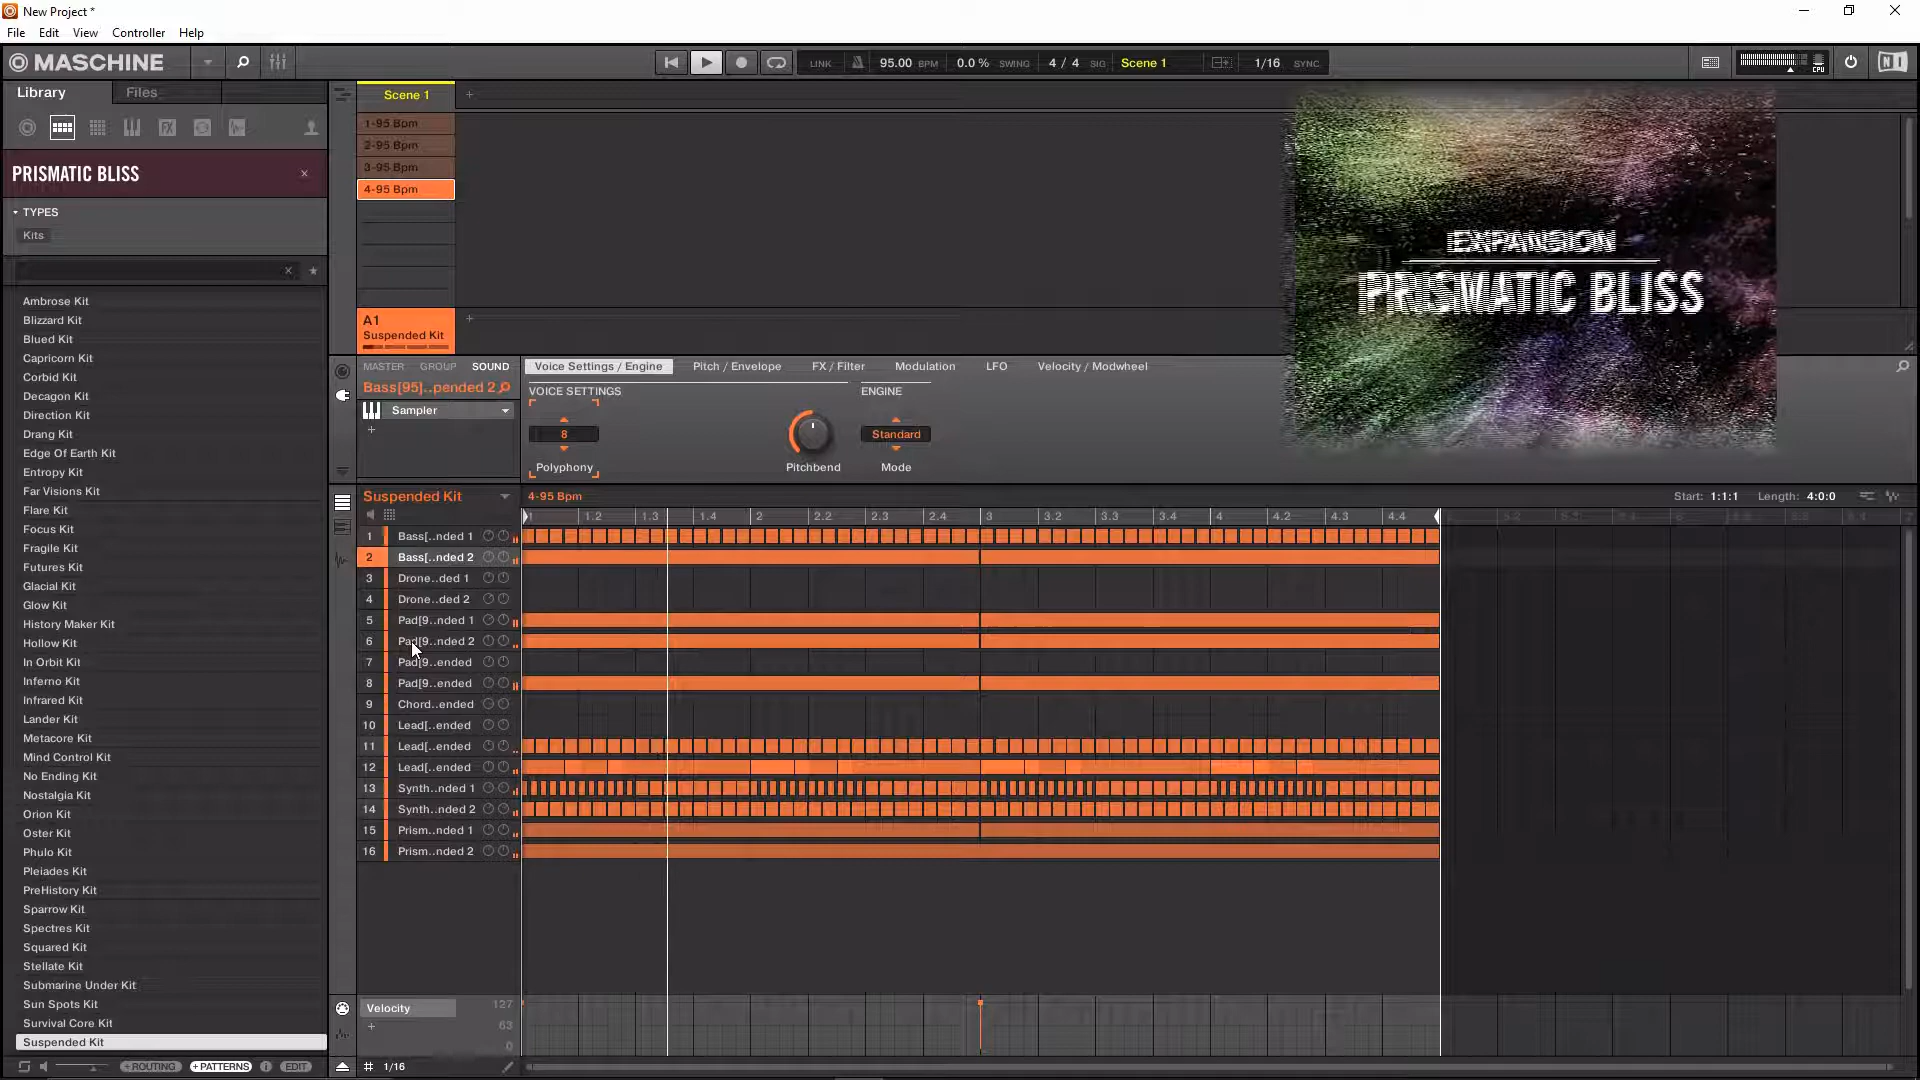 New Project *
File Edit View Controller Help
MASCHINE
LINK 95.00 BPM 0.0 % SWING 4 / 4 SIG Scene 1 1/16 SYNC
CPU
Library Files
Scene 1
1-95 Bpm
2-95 Bpm
3-95 Bpm
4-95 Bpm
PRISMATIC BLISS
TYPES
Kits
Ambrose Kit
Blizzard Kit
Blued Kit
Capricorn Kit
Corbid Kit
Decagon Kit
Direction Kit
Drang Kit
Edge Of Earth Kit
Entropy Kit
Far Visions Kit
Flare Kit
Focus Kit
Fragile Kit
Futures Kit
Glacial Kit
Glow Kit
History Maker Kit
Hollow Kit
In Orbit Kit
Inferno Kit
Infrared Kit
Lander Kit
Metacore Kit
Mind Control Kit
No Ending Kit
Nostalgia Kit
Orion Kit
Oster Kit
Phulo Kit
Pleiades Kit
PreHistory Kit
Sparrow Kit
Spectres Kit
Squared Kit
Stellate Kit
Submarine Under Kit
Sun Spots Kit
Survival Core Kit
Suspended Kit
+ROUTING +PATTERNS i EDIT
EXPANSION
PRISMATIC BLISS
A1
Suspended Kit
MASTER GROUP SOUND
Bass[95]..pended 2
Sampler
Voice Settings / Engine Pitch / Envelope FX / Filter Modulation LFO Velocity / Modwheel
VOICE SETTINGS ENGINE
8 Standard
Polyphony Pitchbend Mode
Suspended Kit
4-95 Bpm
Start: 1:1:1 Length: 4:0:0
1.2 1.3 1.4 2 2.2 2.3 2.4 3 3.2 3.3 3.4 4 4.2 4.3 4.4
1 Bass[..nded 1
2 Bass[..nded 2
3 Drone..ded 1
4 Drone..ded 2
5 Pad[9..nded 1
6 Pad[9..nded 2
7 Pad[9..ended
8 Pad[9..ended
9 Chord..ended
10 Lead[..ended
11 Lead[..ended
12 Lead[..ended
13 Synth..nded 1
14 Synth..nded 2
15 Prism..nded 1
16 Prism..nded 2
Velocity 127
63
0
1/16